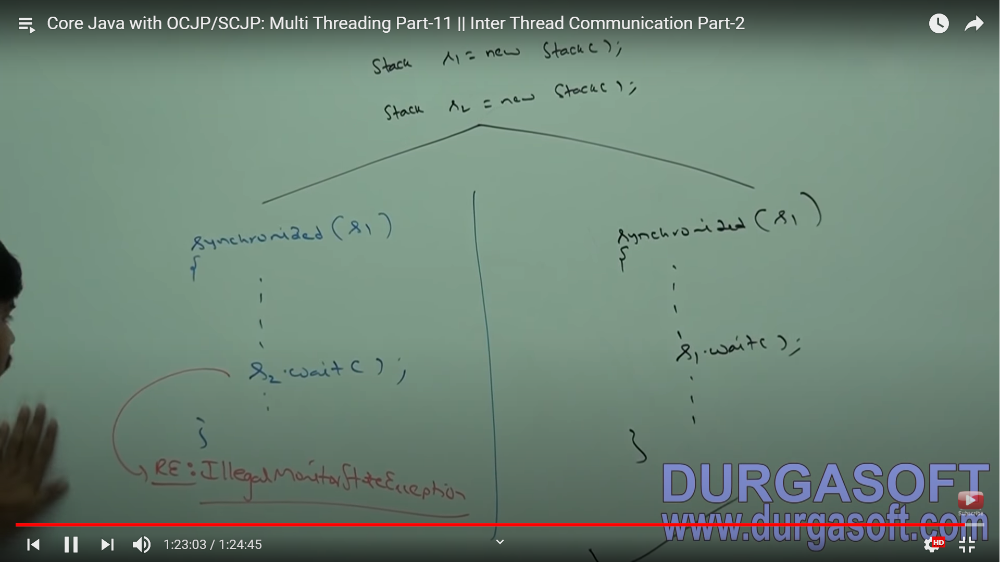 Core Java with OCJP/SCJP: Multi Threading Part-11 || Inter Thread Communication Part-2
Stack s1 = new Stack();
Stack s2 = new Stack();
synchronized(s1)
{
s2.wait();
}
RE: IllegalMonitorStateException
synchronized(s1)
{
s1.wait();
}
DURGASOFT
www.durgasoft.com
Subscribe
1:23:03 / 1:24:45
HD